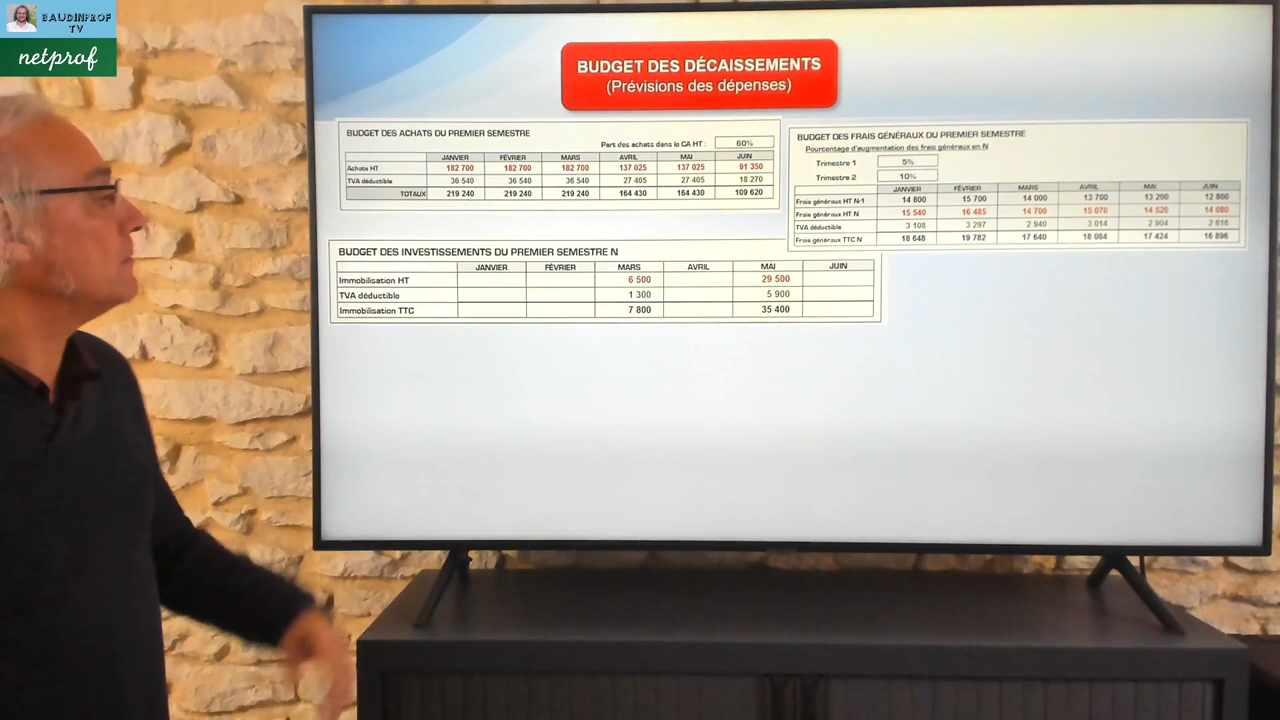 BAUDINPROF
TV
netprof
BUDGET DES DÉCAISSEMENTS
(Prévisions des dépenses)
BUDGET DES ACHATS DU PREMIER SEMESTRE
Part des achats dans le CA HT : 60%
JANVIER FÉVRIER MARS AVRIL MAI JUIN
Achats HT 182 700 182 700 182 700 137 025 137 025 91 350
TVA déductible 36 540 36 540 36 540 27 405 27 405 18 270
TOTAUX 219 240 219 240 219 240 164 430 164 430 109 620
BUDGET DES FRAIS GÉNÉRAUX DU PREMIER SEMESTRE
Pourcentage d'augmentation des frais généraux en N
Trimestre 1 5%
Trimestre 2 10%
JANVIER FÉVRIER MARS AVRIL MAI JUIN
Frais généraux HT N-1 14 800 15 700 14 000 13 700 13 200 12 800
Frais généraux HT N 15 540 16 485 14 700 15 070 14 520 14 080
TVA déductible 3 108 3 297 2 940 3 014 2 904 2 816
Frais généraux TTC N 18 648 19 782 17 640 18 084 17 424 16 896
BUDGET DES INVESTISSEMENTS DU PREMIER SEMESTRE N
JANVIER FÉVRIER MARS AVRIL MAI JUIN
Immobilisation HT 6 500 29 500
TVA déductible 1 300 5 900
Immobilisation TTC 7 800 35 400